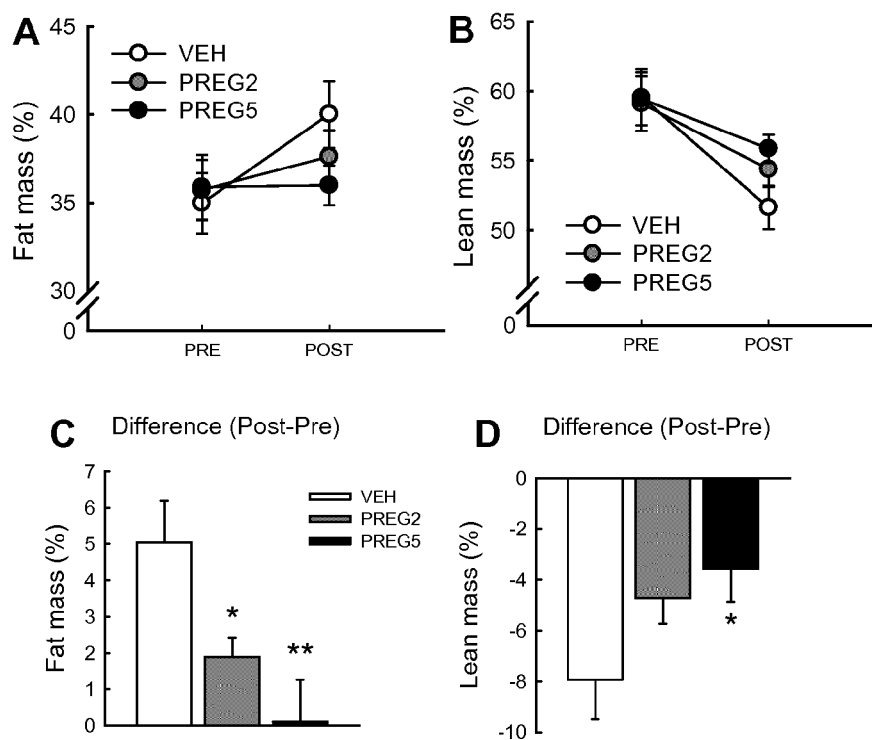 A
45
40
35
30
0
Fat mass (%)
VEH
PREG2
PREG5
PRE
POST
B
60
55
50
0
Lean mass (%)
VEH
PREG2
PREG5
PRE
POST
C
Difference (Post-Pre)
7
6
5
4
3
2
1
0
Fat mass (%)
VEH
PREG2
PREG5
*
**
D
Difference (Post-Pre)
0
-2
-4
-6
-8
-10
Lean mass (%)
*